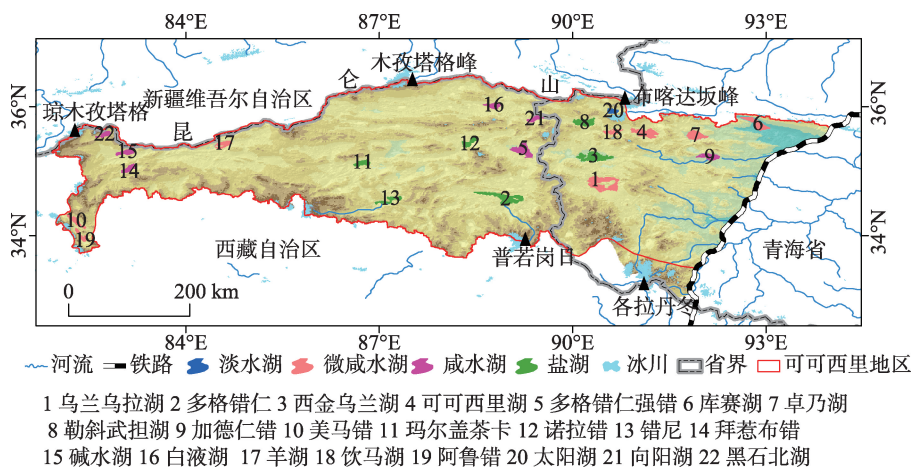 84°E 87°E 90°E 93°E
木孜塔格峰
仑 山
新疆维吾尔自治区 布喀达坂峰
36°N 36°N
琼木孜塔格
昆
16 21 20 8 18 4 7 6
22 15 17 12 5 3 9
14 11 1
13 2
10
19
34°N 34°N
西藏自治区 普若岗日 青海省
0 200 km
各拉丹冬
河流 铁路 淡水湖 微咸水湖 咸水湖 盐湖 冰川 省界 可可西里地区
1 乌兰乌拉湖 2 多格错仁 3 西金乌兰湖 4 可可西里湖 5 多格错仁强错 6 库赛湖 7 卓乃湖
8 勒斜武担湖 9 加德仁错 10 美马错 11 玛尔盖茶卡 12 诺拉错 13 错尼 14 拜惹布错
15 碱水湖 16 白液湖 17 羊湖 18 饮马湖 19 阿鲁错 20 太阳湖 21 向阳湖 22 黑石北湖